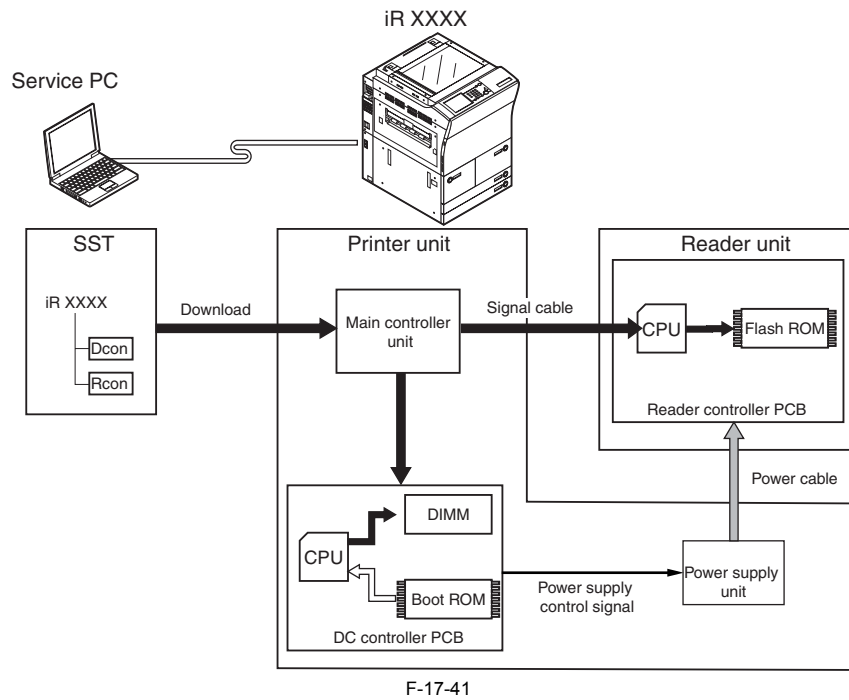 iR XXXX
Service PC
SST
Printer unit
Reader unit
iR XXXX
Dcon
Rcon
Download
Main controller
unit
Signal cable
CPU
Flash ROM
Reader controller PCB
Power cable
DIMM
CPU
Boot ROM
DC controller PCB
Power supply
control signal
Power supply
unit
F-17-41